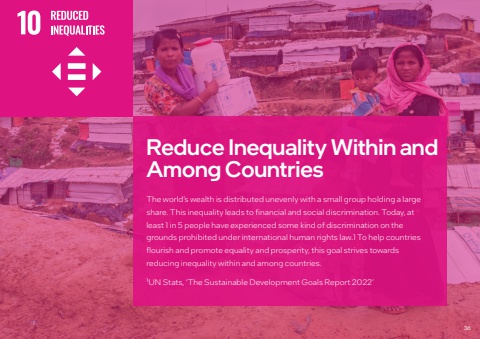 10 REDUCED
INEQUALITIES
Reduce Inequality Within and
Among Countries
The world's wealth is distributed unevenly with a small group holding a large
share. This inequality leads to financial and social discrimination. Today, at
least 1 in 5 people have experienced some kind of discrimination on the
grounds prohibited under international human rights law.1 To help countries
flourish and promote equality and prosperity, this goal strives towards
reducing inequality within and among countries.
¹UN Stats, 'The Sustainable Development Goals Report 2022'
36